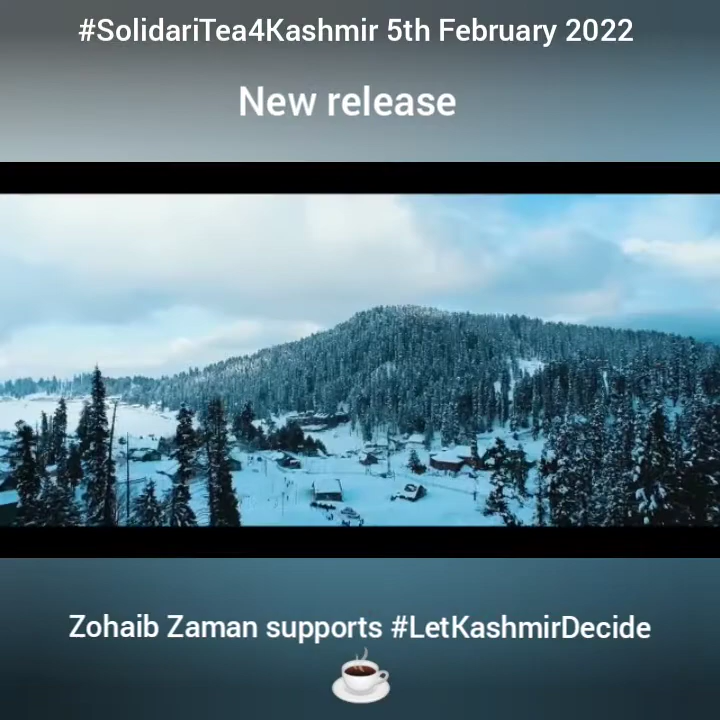 #SolidariTea4Kashmir 5th February 2022
New release
Zohaib Zaman supports #LetKashmirDecide